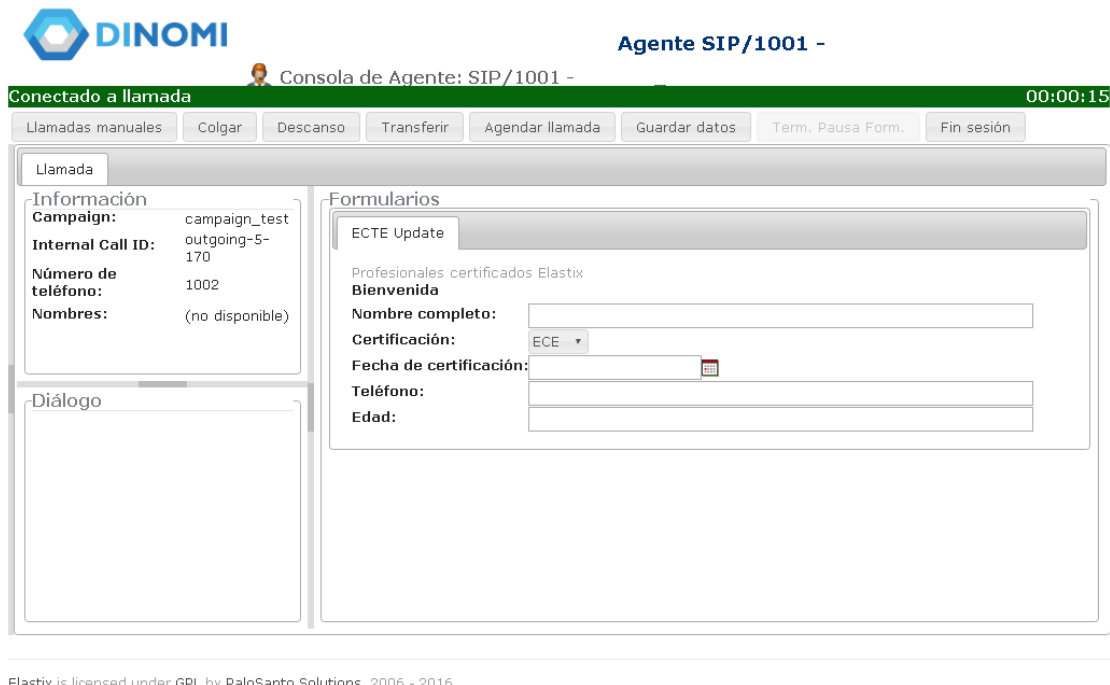 DINOMI
Agente SIP/1001 -
Consola de Agente: SIP/1001 -
Conectado a llamada 00:00:15
Llamadas manuales Colgar Descanso Transferir Agendar llamada Guardar datos Term. Pausa Form. Fin sesión
Llamada
Información
Campaign: campaign_test
Internal Call ID: outgoing-5-
170
Número de
teléfono: 1002
Nombres: (no disponible)
Diálogo
Formularios
ECTE Update
Profesionales certificados Elastix
Bienvenida
Nombre completo:
Certificación: ECE
Fecha de certificación:
Teléfono:
Edad:
Elastix is licensed under GPL by PaloSanto Solutions. 2006 - 2016.